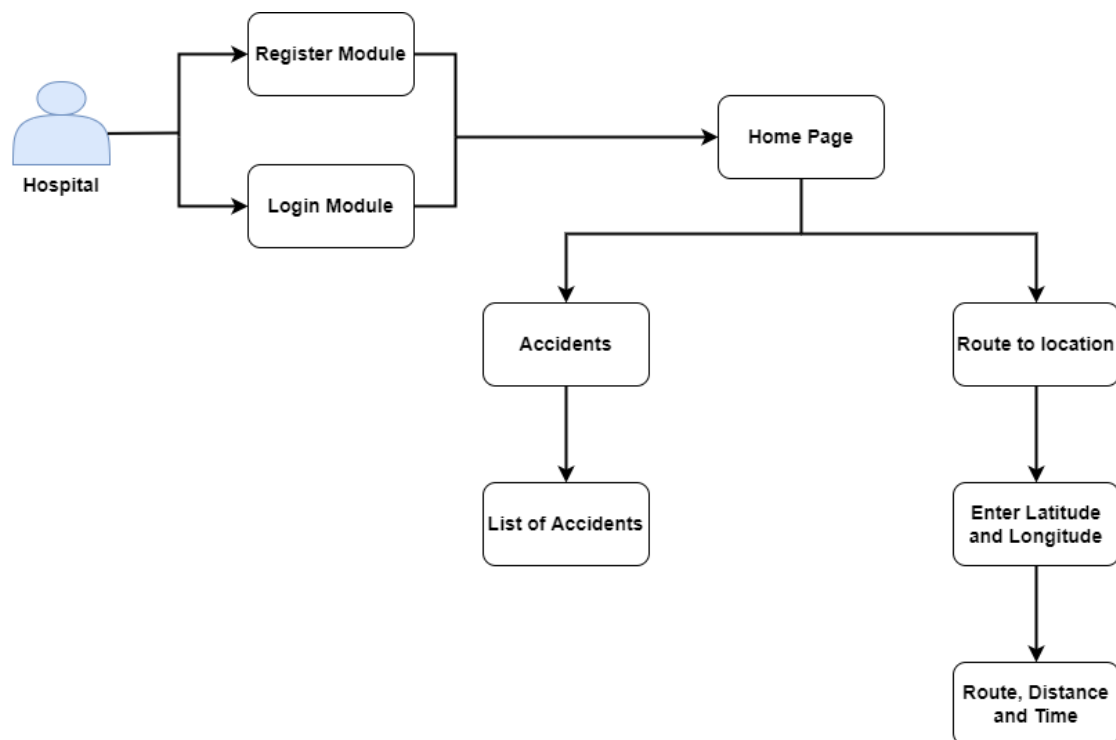 Register Module
Hospital
Login Module
Home Page
Accidents
Route to location
List of Accidents
Enter Latitude
and Longitude
Route, Distance
and Time